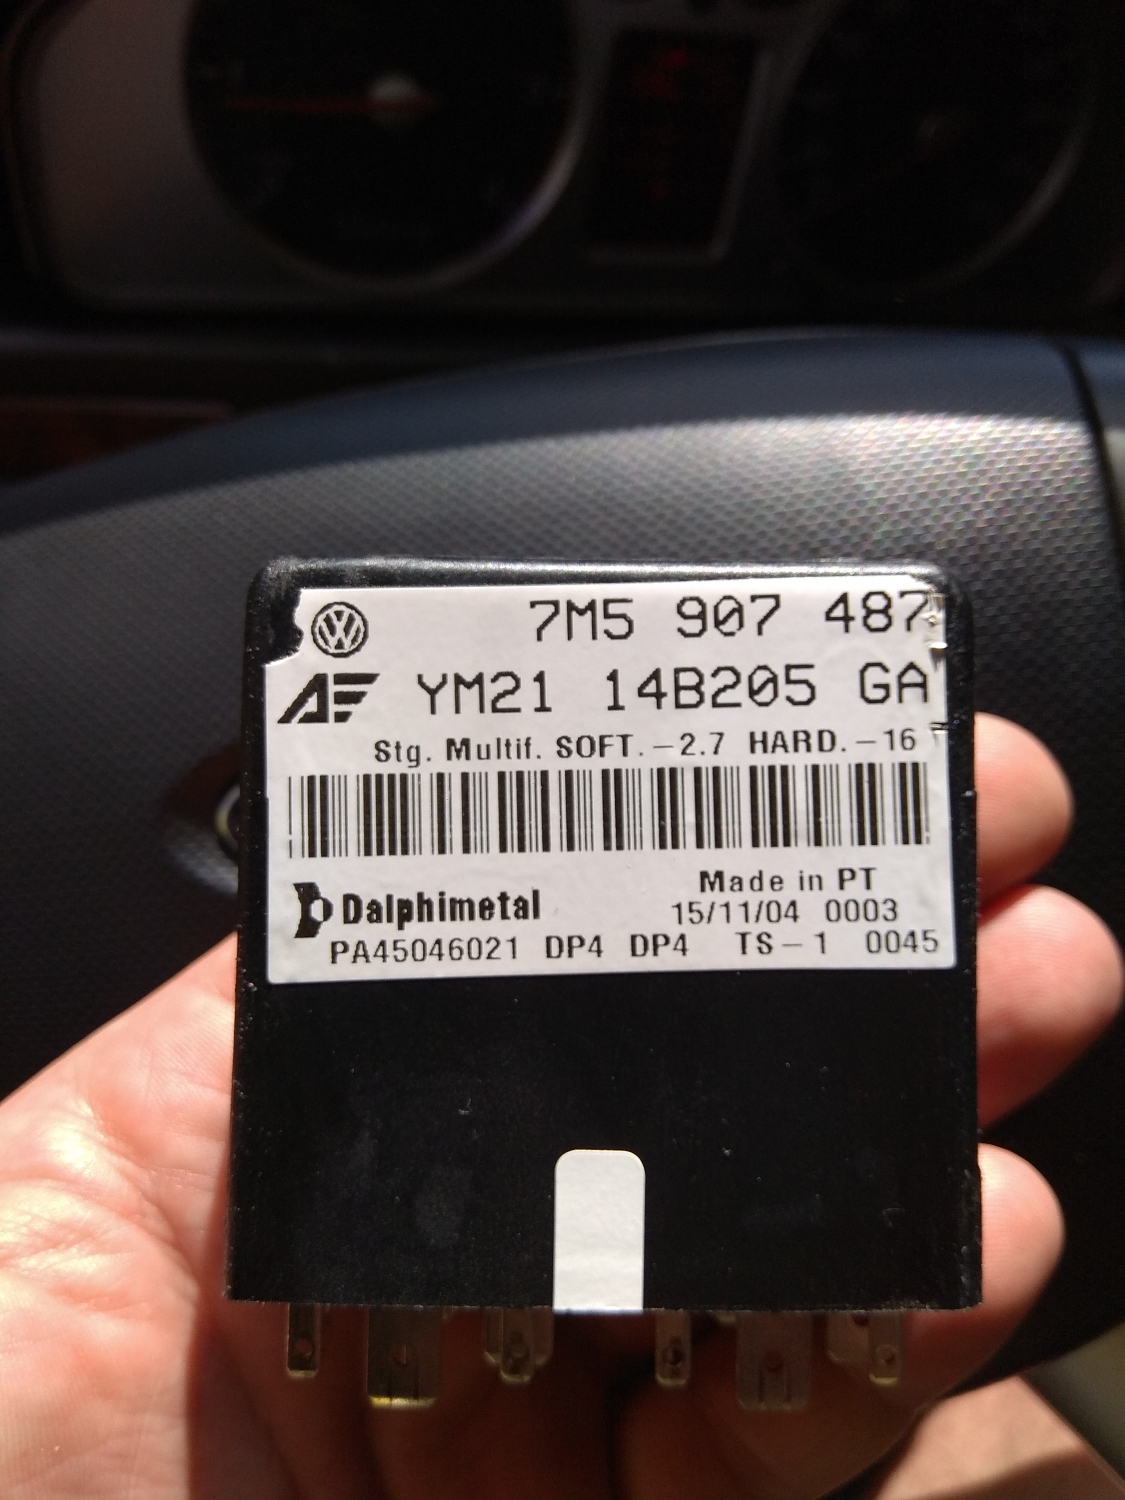 7M5 907 487
AF YM21 14B205 GA
Stg. Multif. SOFT.-2.7 HARD.-16
Dalphimetal
Made in PT
15/11/04 0003
PA45046021 DP4 DP4 TS-1 0045